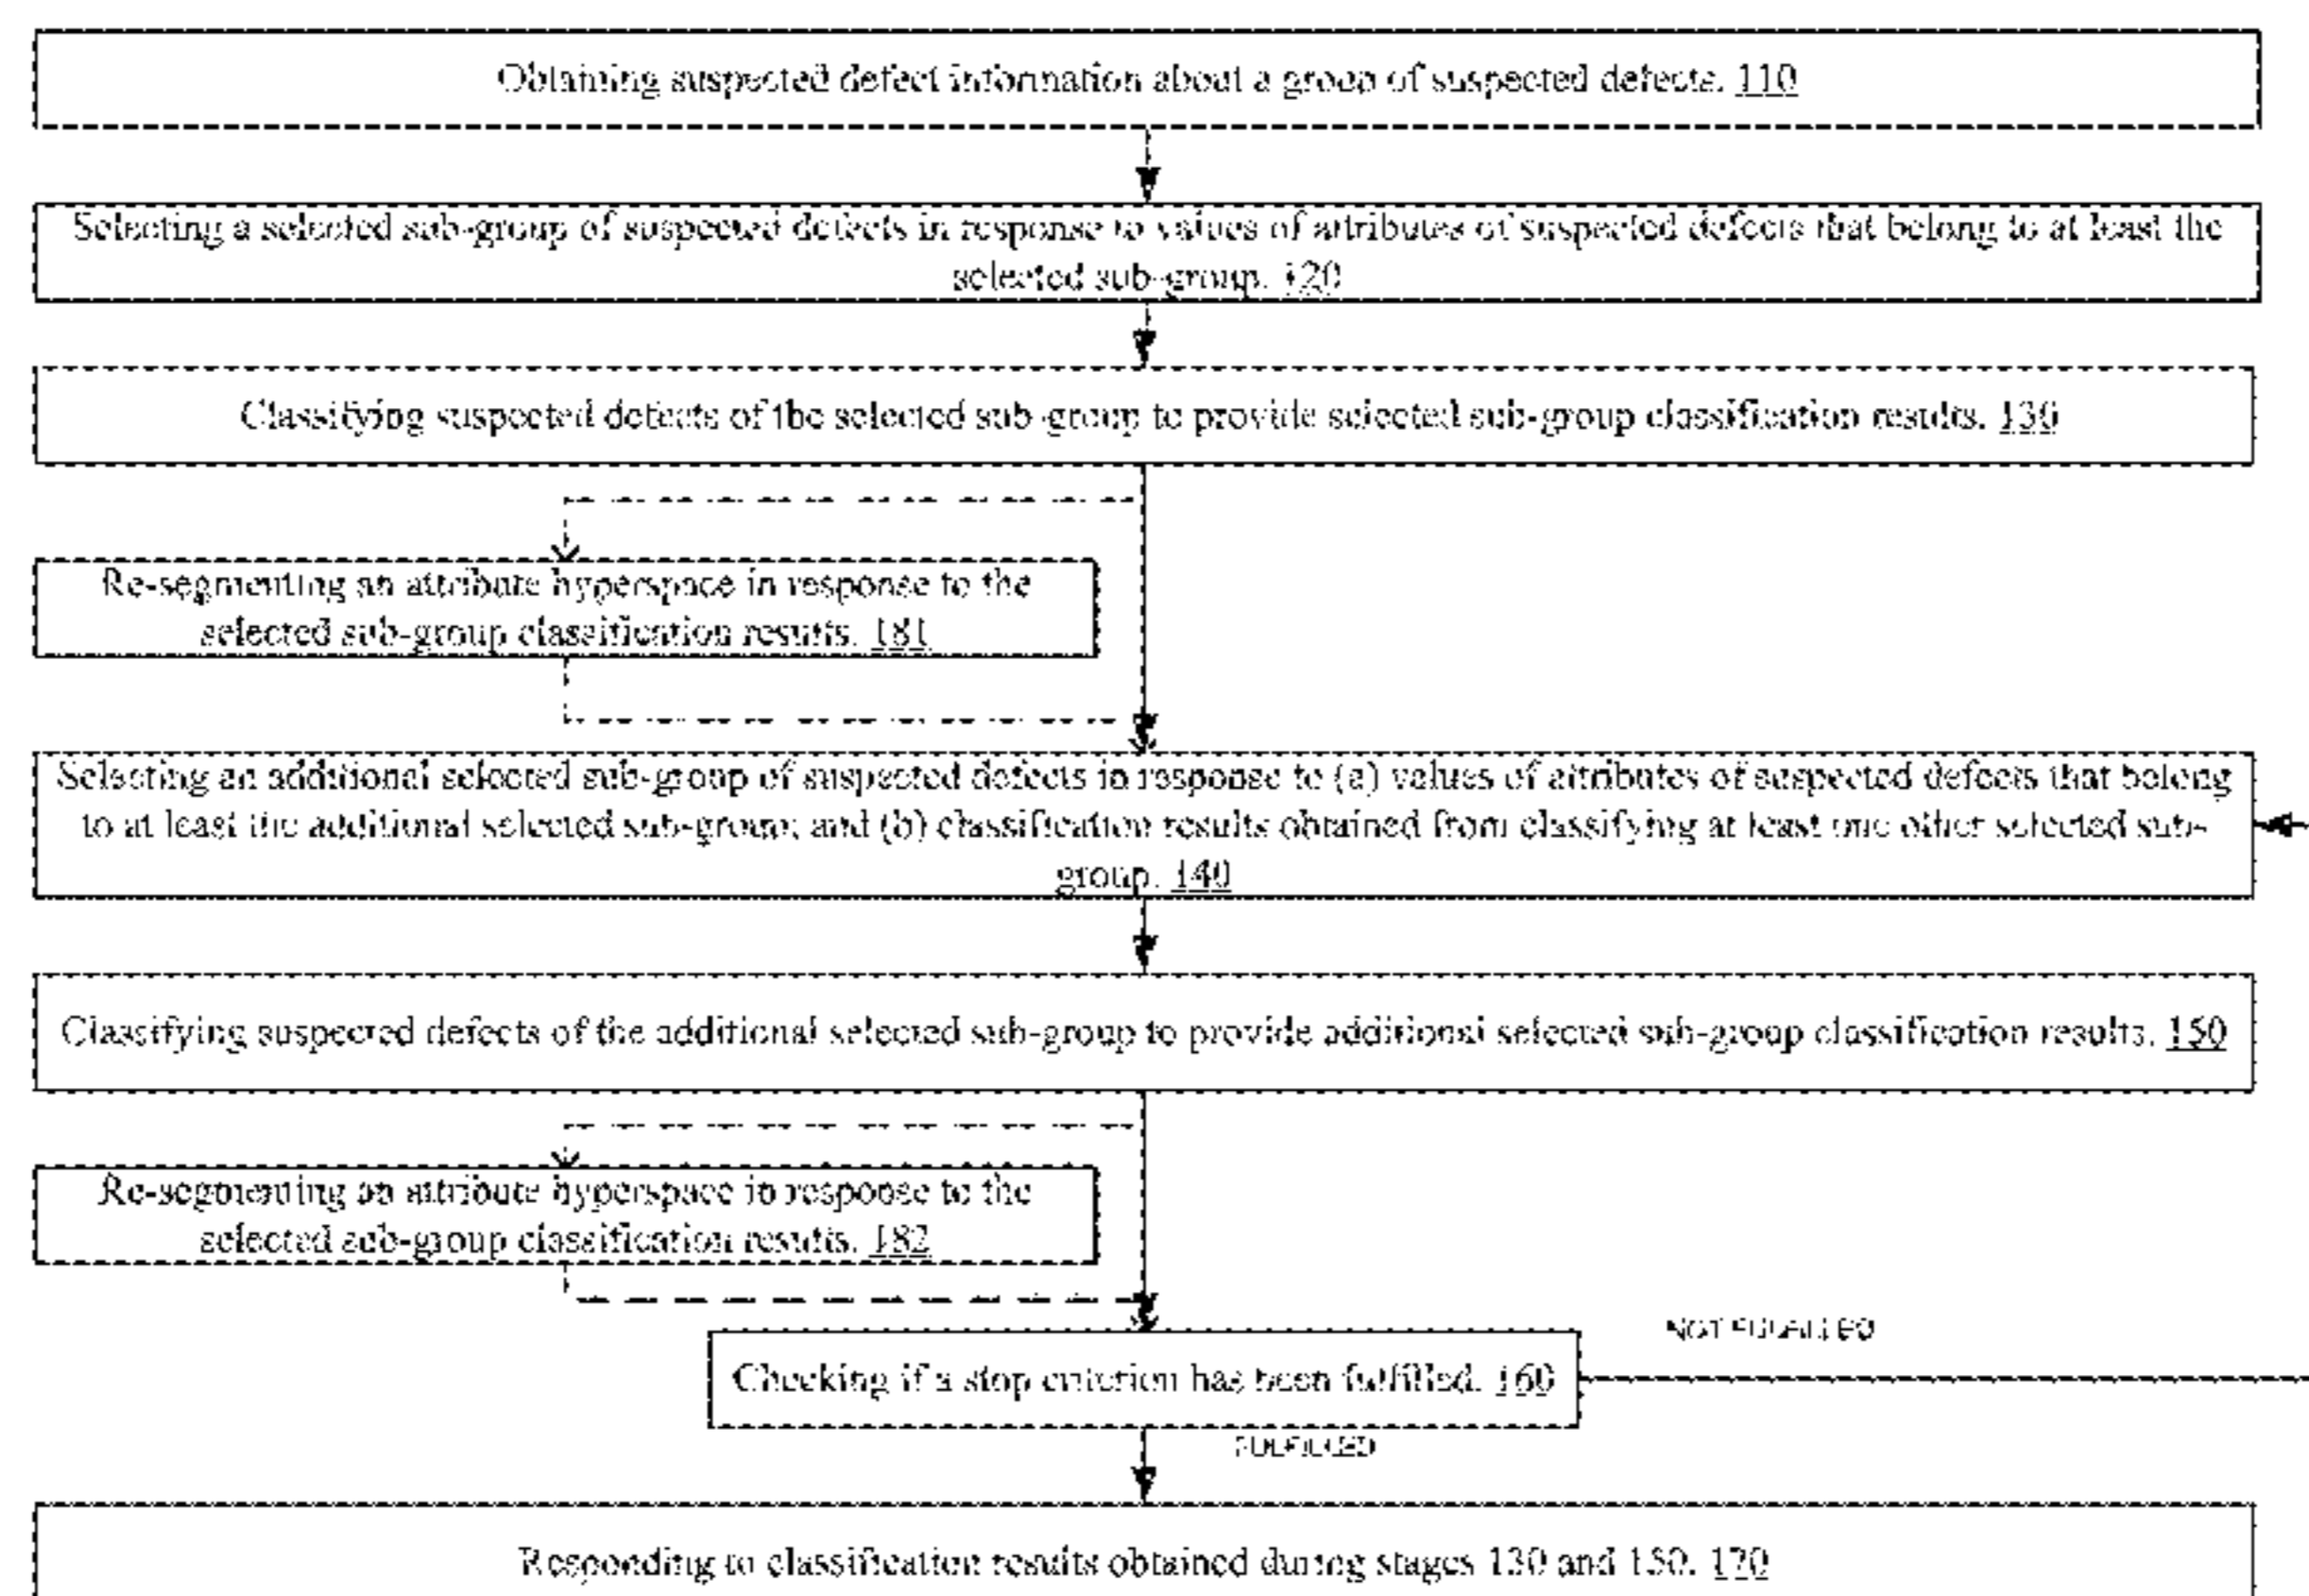 Obtaining suspected defect information about a group of suspected defects. 110
Selecting a selected sub-group of suspected defects in response to values of attributes of suspected defects that belong to at least the
selected sub-group. 120
Classifying suspected defects of the selected sub-group to provide selected sub-group classification results. 130
Re-segmenting an attribute hyperspace in response to the
selected sub-group classification results. 181
Selecting an additional selected sub-group of suspected defects in response to (a) values of attributes of suspected defects that belong
to at least the additional selected sub-group; and (b) classification results obtained from classifying at least one other selected sub-
group. 140
Classifying suspected defects of the additional selected sub-group to provide additional selected sub-group classification results. 150
Re-segmenting an attribute hyperspace in response to the
selected sub-group classification results. 182
NOT FULFILLED
Checking if a stop criterion has been fulfilled. 160
FULFILLED
Responding to classification results obtained during stages 130 and 150. 170